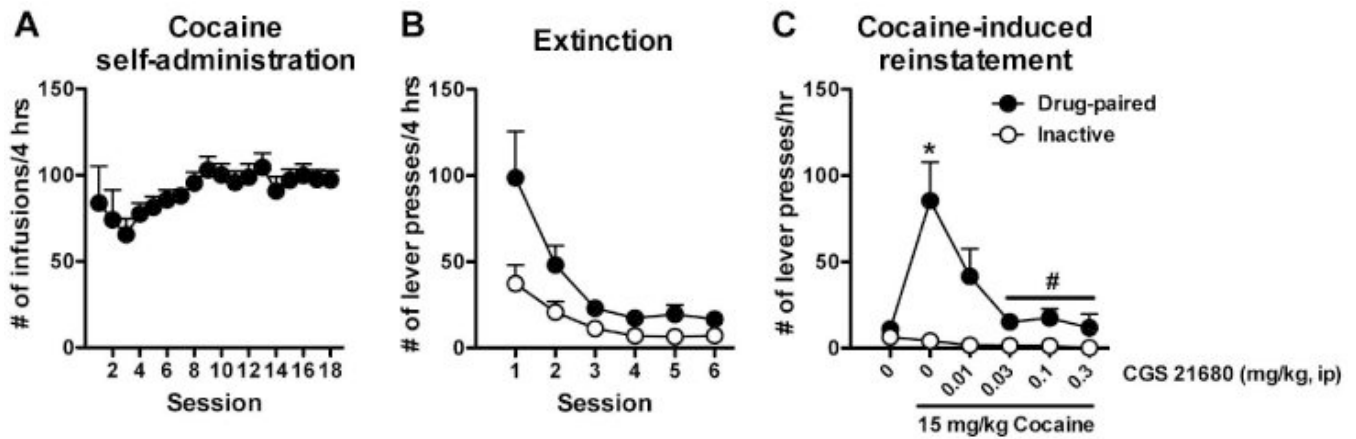 A
Cocaine
self-administration
# of infusions/4 hrs
150
100
50
0
2 4 6 8 10 12 14 16 18
Session
B
Extinction
# of lever presses/4 hrs
150
100
50
0
1 2 3 4 5 6
Session
C
Cocaine-induced
reinstatement
# of lever presses/hr
150
100
50
0
Drug-paired
Inactive
*
#
0 0 0.01 0.03 0.1 0.3 CGS 21680 (mg/kg, ip)
15 mg/kg Cocaine